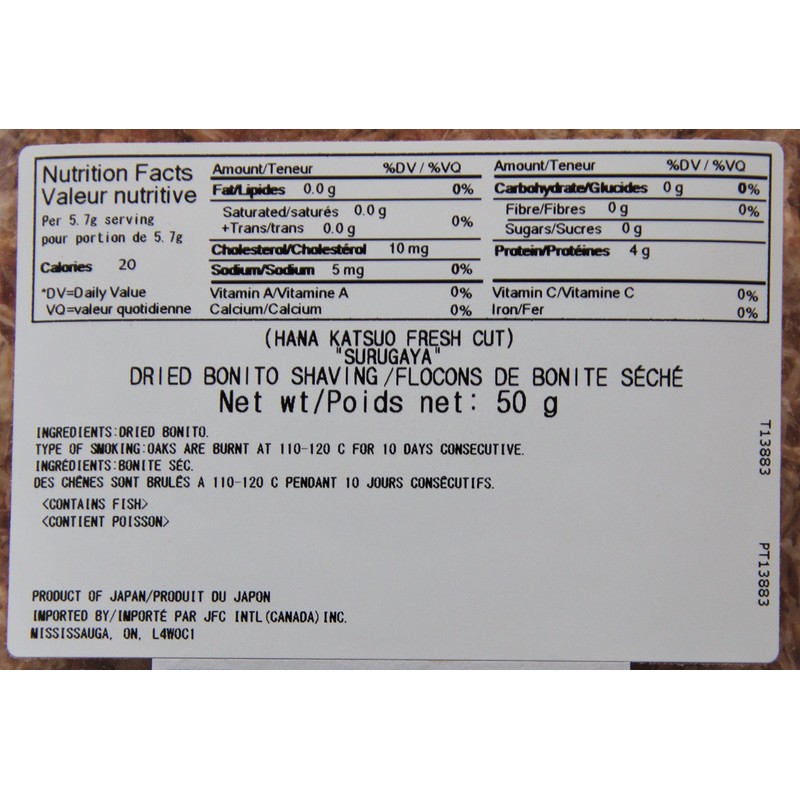 Nutrition Facts
Valeur nutritive
Per 5.7g serving
pour portion de 5.7g
Calories 20
*DV=Daily Value
VQ=valeur quotidienne
Amount/Teneur %DV / %VQ
Fat/Lipides 0.0 g 0%
Saturated/saturés 0.0 g
+Trans/trans 0.0 g 0%
Cholesterol/Cholestérol 10 mg
Sodium/Sodium 5 mg 0%
Vitamin A/Vitamine A 0%
Calcium/Calcium 0%
Amount/Teneur %DV / %VQ
Carbohydrate/Glucides 0 g 0%
Fibre/Fibres 0 g 0%
Sugars/Sucres 0 g
Protein/Protéines 4 g
Vitamin C/Vitamine C 0%
Iron/Fer 0%
(HANA KATSUO FRESH CUT)
"SURUGAYA"
DRIED BONITO SHAVING/FLOCONS DE BONITE SÉCHÉ
Net wt/Poids net: 50 g
INGREDIENTS:DRIED BONITO.
TYPE OF SMOKING:OAKS ARE BURNT AT 110-120 C FOR 10 DAYS CONSECUTIVE.
INGRÉDIENTS:BONITE SÉC.
DES CHÊNES SONT BRULÉS A 110-120 C PENDANT 10 JOURS CONSÉCUTIFS.
<CONTAINS FISH>
<CONTIENT POISSON>
PRODUCT OF JAPAN/PRODUIT DU JAPON
IMPORTED BY/IMPORTÉ PAR JFC INTL(CANADA)INC.
MISSISSAUGA, ON, L4W0C1
T13883
PT13883